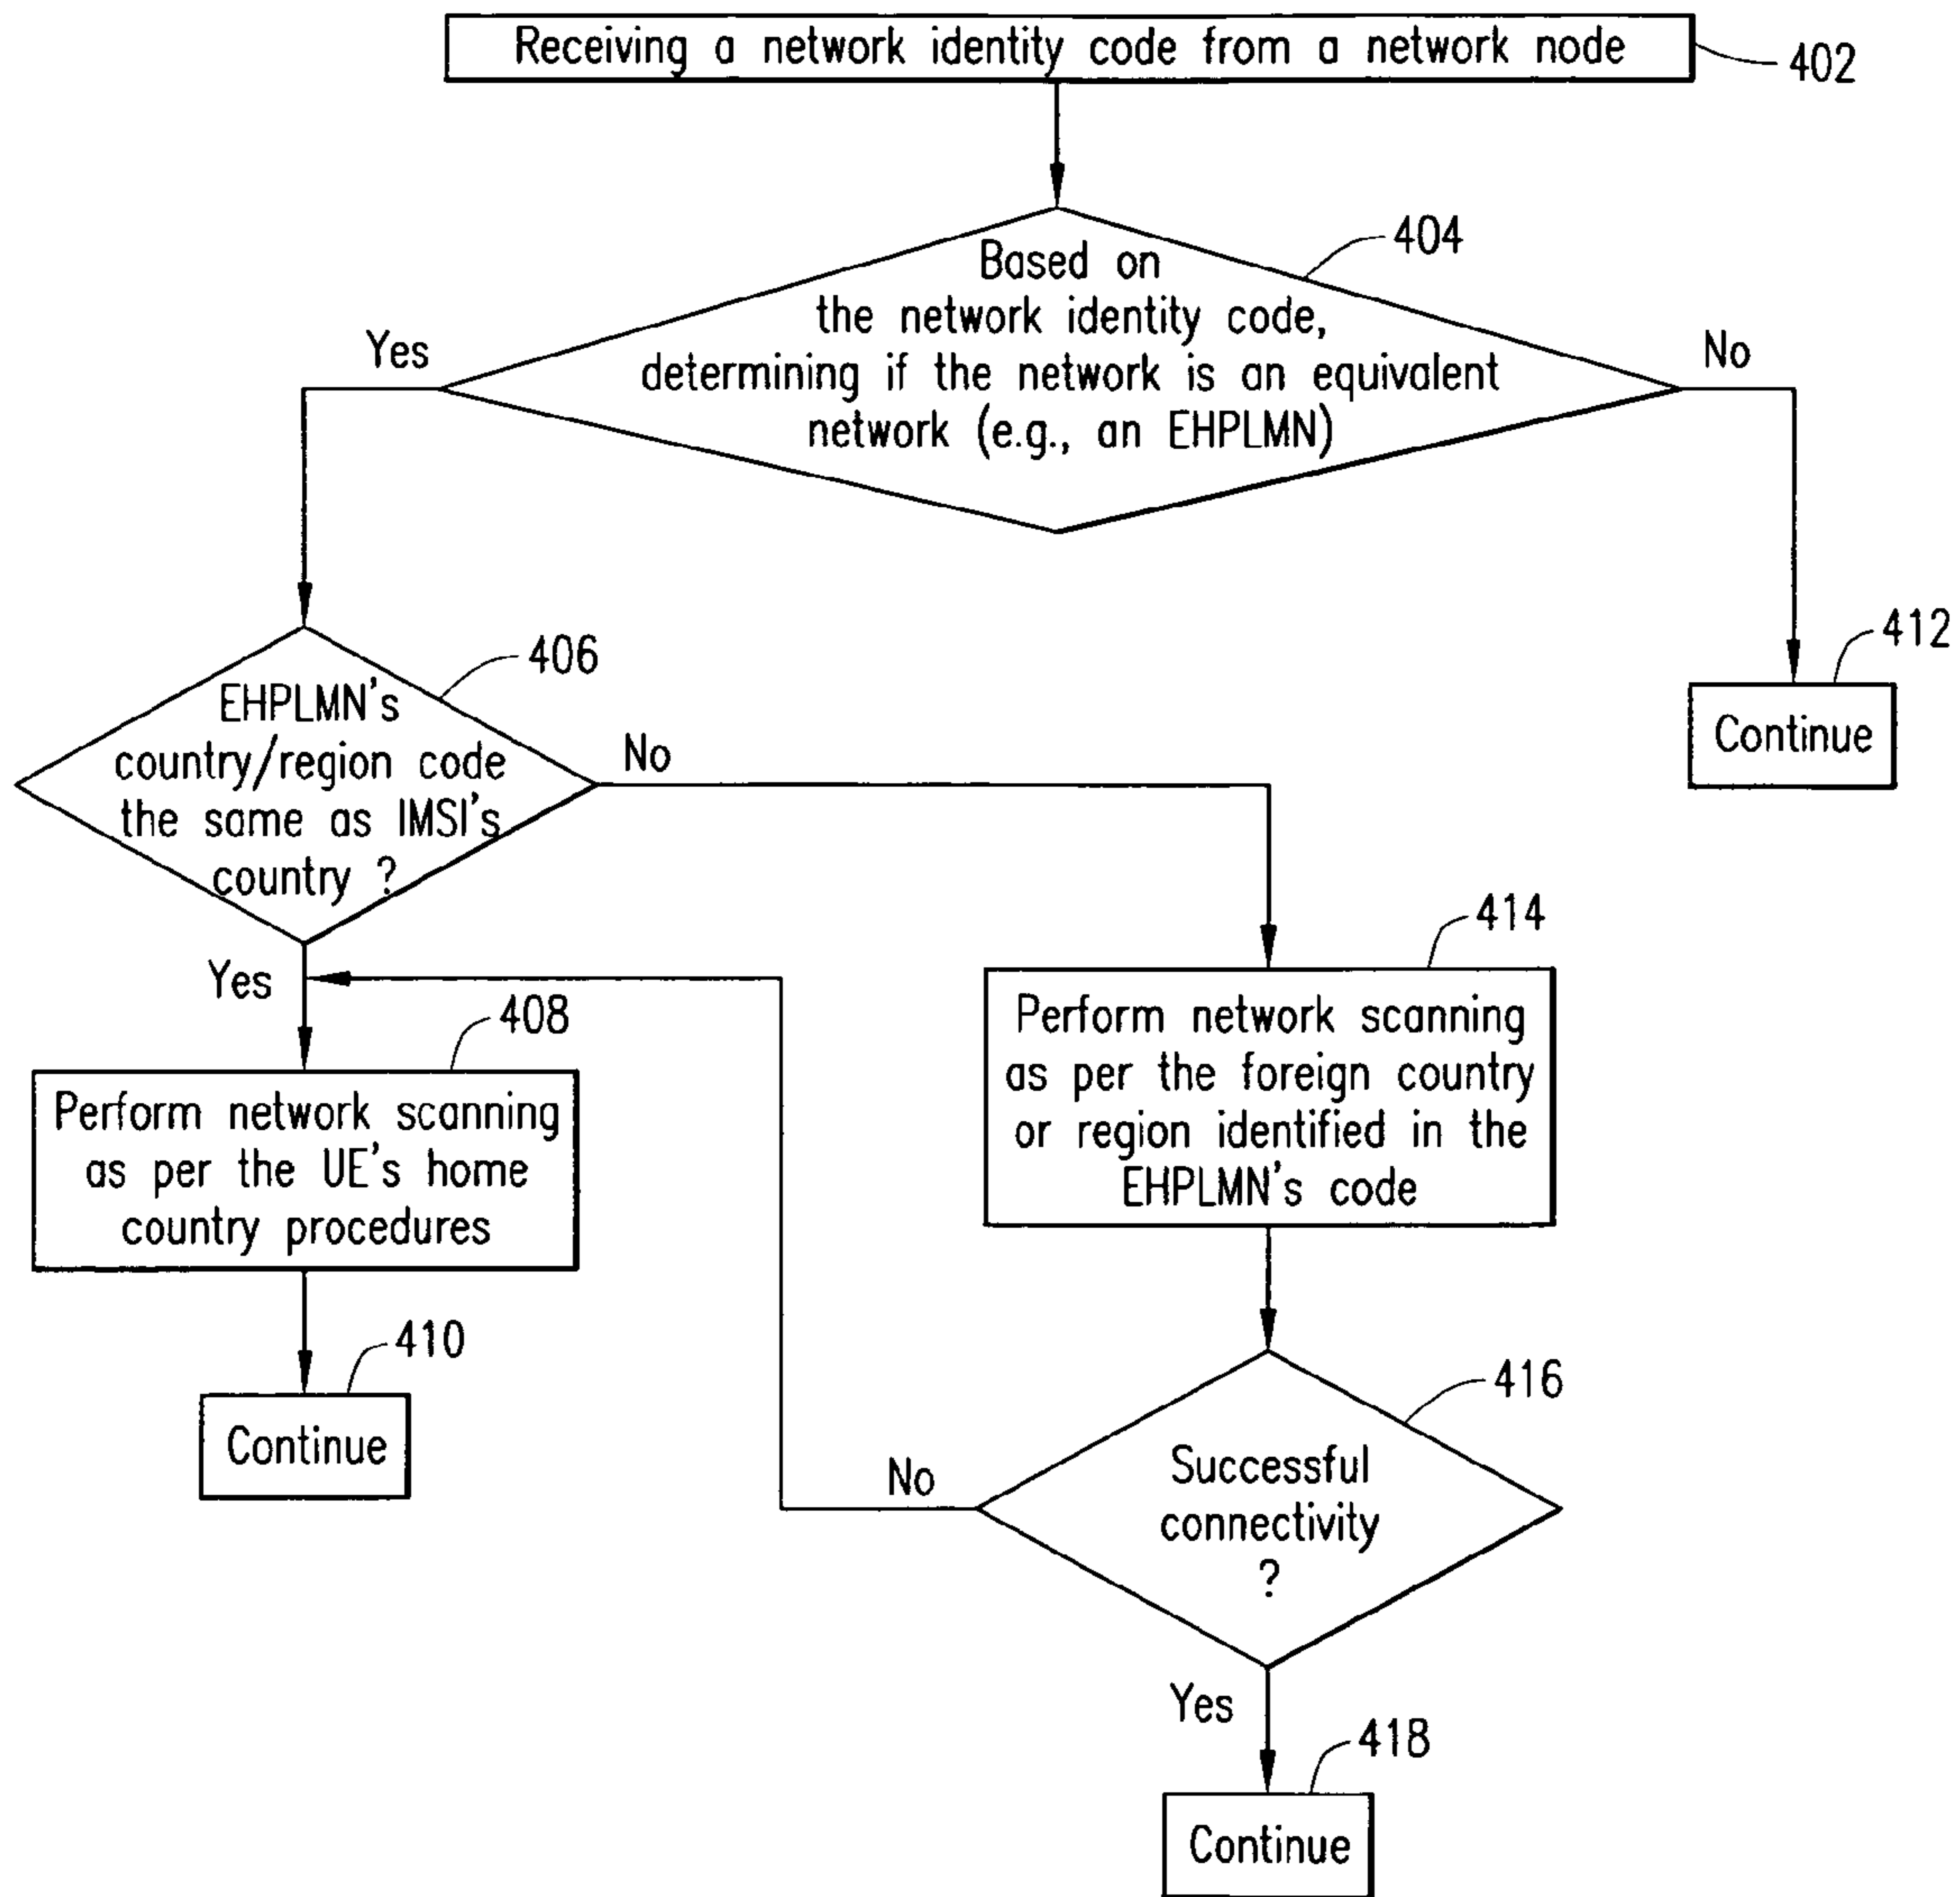 Receiving a network identity code from a network node
402
404
Based on
the network identity code,
determining if the network is an equivalent
network (e.g., an EHPLMN)
Yes
No
406
EHPLMN's
country/region code
the same as IMSI's
country ?
No
412
Continue
Yes
408
Perform network scanning
as per the UE's home
country procedures
414
Perform network scanning
as per the foreign country
or region identified in the
EHPLMN's code
410
Continue
416
Successful
connectivity
?
No
Yes
418
Continue